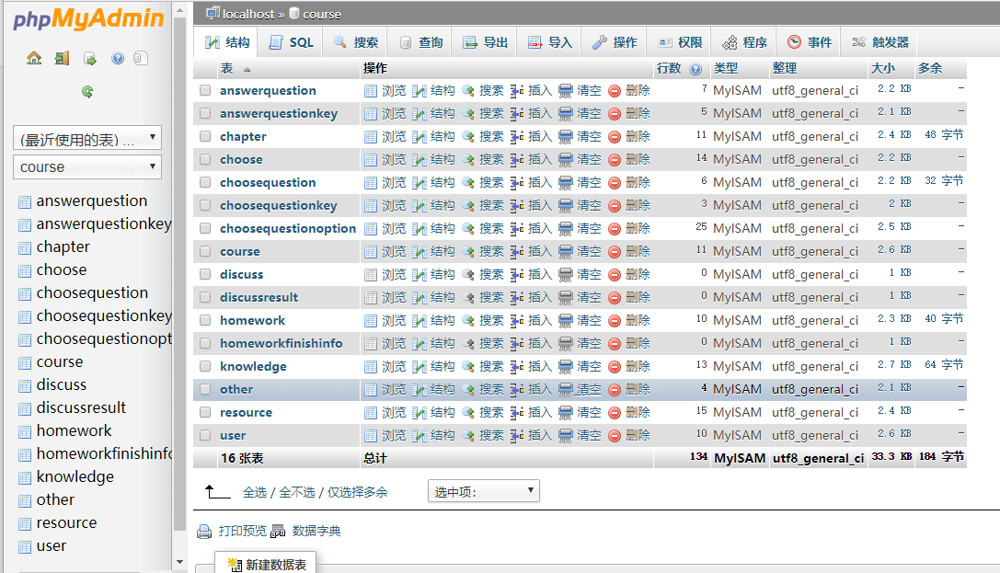 phpMyAdmin
(最近使用的表) ...
course
answerquestion
answerquestionkey
chapter
choose
choosequestion
choosequestionkey
choosequestionopt
course
discuss
discussresult
homework
homeworkfinishinfo
knowledge
other
resource
user
localhost » course
结构 SQL 搜索 查询 导出 导入 操作 权限 程序 事件 触发器
表 操作 行数 类型 整理 大小 多余
answerquestion 浏览 结构 搜索 插入 清空 删除 7 MyISAM utf8_general_ci 2.2 KB -
answerquestionkey 浏览 结构 搜索 插入 清空 删除 5 MyISAM utf8_general_ci 2.1 KB -
chapter 浏览 结构 搜索 插入 清空 删除 11 MyISAM utf8_general_ci 2.4 KB 48 字节
choose 浏览 结构 搜索 插入 清空 删除 14 MyISAM utf8_general_ci 2.2 KB -
choosequestion 浏览 结构 搜索 插入 清空 删除 6 MyISAM utf8_general_ci 2.2 KB 32 字节
choosequestionkey 浏览 结构 搜索 插入 清空 删除 3 MyISAM utf8_general_ci 2 KB -
choosequestionoption 浏览 结构 搜索 插入 清空 删除 25 MyISAM utf8_general_ci 2.5 KB -
course 浏览 结构 搜索 插入 清空 删除 11 MyISAM utf8_general_ci 2.6 KB -
discuss 浏览 结构 搜索 插入 清空 删除 0 MyISAM utf8_general_ci 1 KB -
discussresult 浏览 结构 搜索 插入 清空 删除 0 MyISAM utf8_general_ci 1 KB -
homework 浏览 结构 搜索 插入 清空 删除 10 MyISAM utf8_general_ci 2.3 KB 40 字节
homeworkfinishinfo 浏览 结构 搜索 插入 清空 删除 0 MyISAM utf8_general_ci 1 KB -
knowledge 浏览 结构 搜索 插入 清空 删除 13 MyISAM utf8_general_ci 2.7 KB 64 字节
other 浏览 结构 搜索 插入 清空 删除 4 MyISAM utf8_general_ci 2.1 KB -
resource 浏览 结构 搜索 插入 清空 删除 15 MyISAM utf8_general_ci 2.4 KB -
user 浏览 结构 搜索 插入 清空 删除 10 MyISAM utf8_general_ci 2.6 KB -
16 张表 总计 134 MyISAM utf8_general_ci 33.3 KB 184 字节
全选 / 全不选 / 仅选择多余 选中项:
打印预览 数据字典
新建数据表